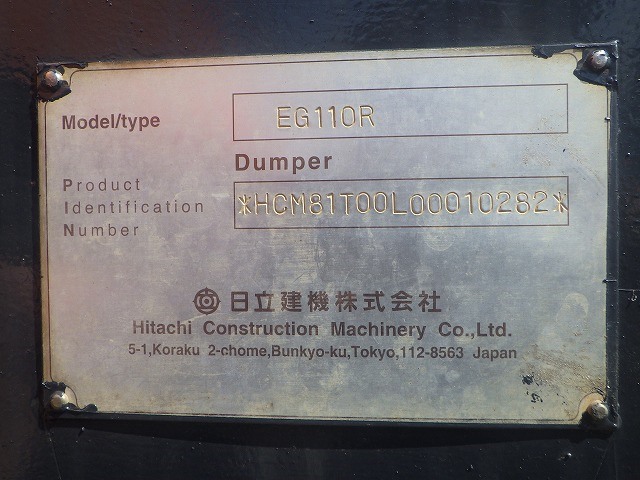 Model/type EG110R
Dumper
Product
Identification
Number
*HCM81T00L00010282*
日立建機株式会社
Hitachi Construction Machinery Co.,Ltd.
5-1,Koraku 2-chome,Bunkyo-ku,Tokyo,112-8563 Japan